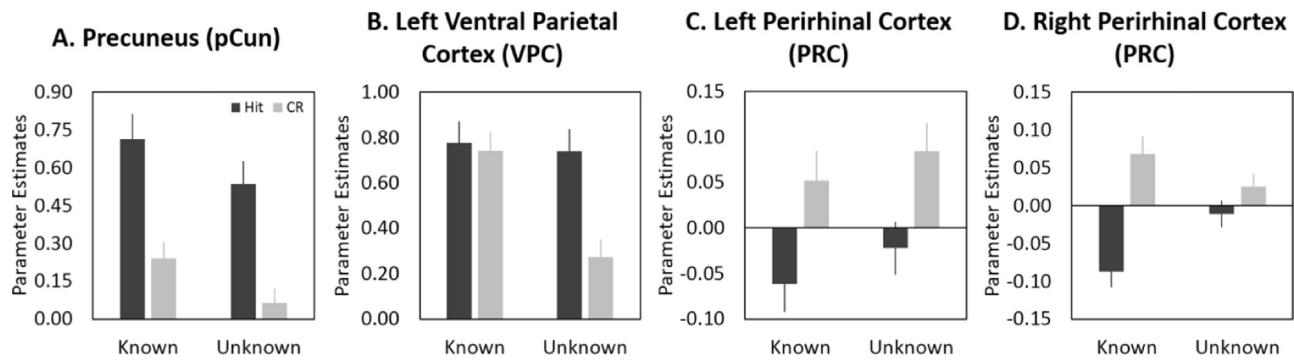 A. Precuneus (pCun)
Parameter Estimates
0.90
0.75
0.60
0.45
0.30
0.15
0.00
Hit CR
Known Unknown
B. Left Ventral Parietal
Cortex (VPC)
Parameter Estimates
1.00
0.80
0.60
0.40
0.20
0.00
Known Unknown
C. Left Perirhinal Cortex
(PRC)
Parameter Estimates
0.15
0.10
0.05
0.00
-0.05
-0.10
Known Unknown
D. Right Perirhinal Cortex
(PRC)
Parameter Estimates
0.15
0.10
0.05
0.00
-0.05
-0.10
-0.15
Known Unknown